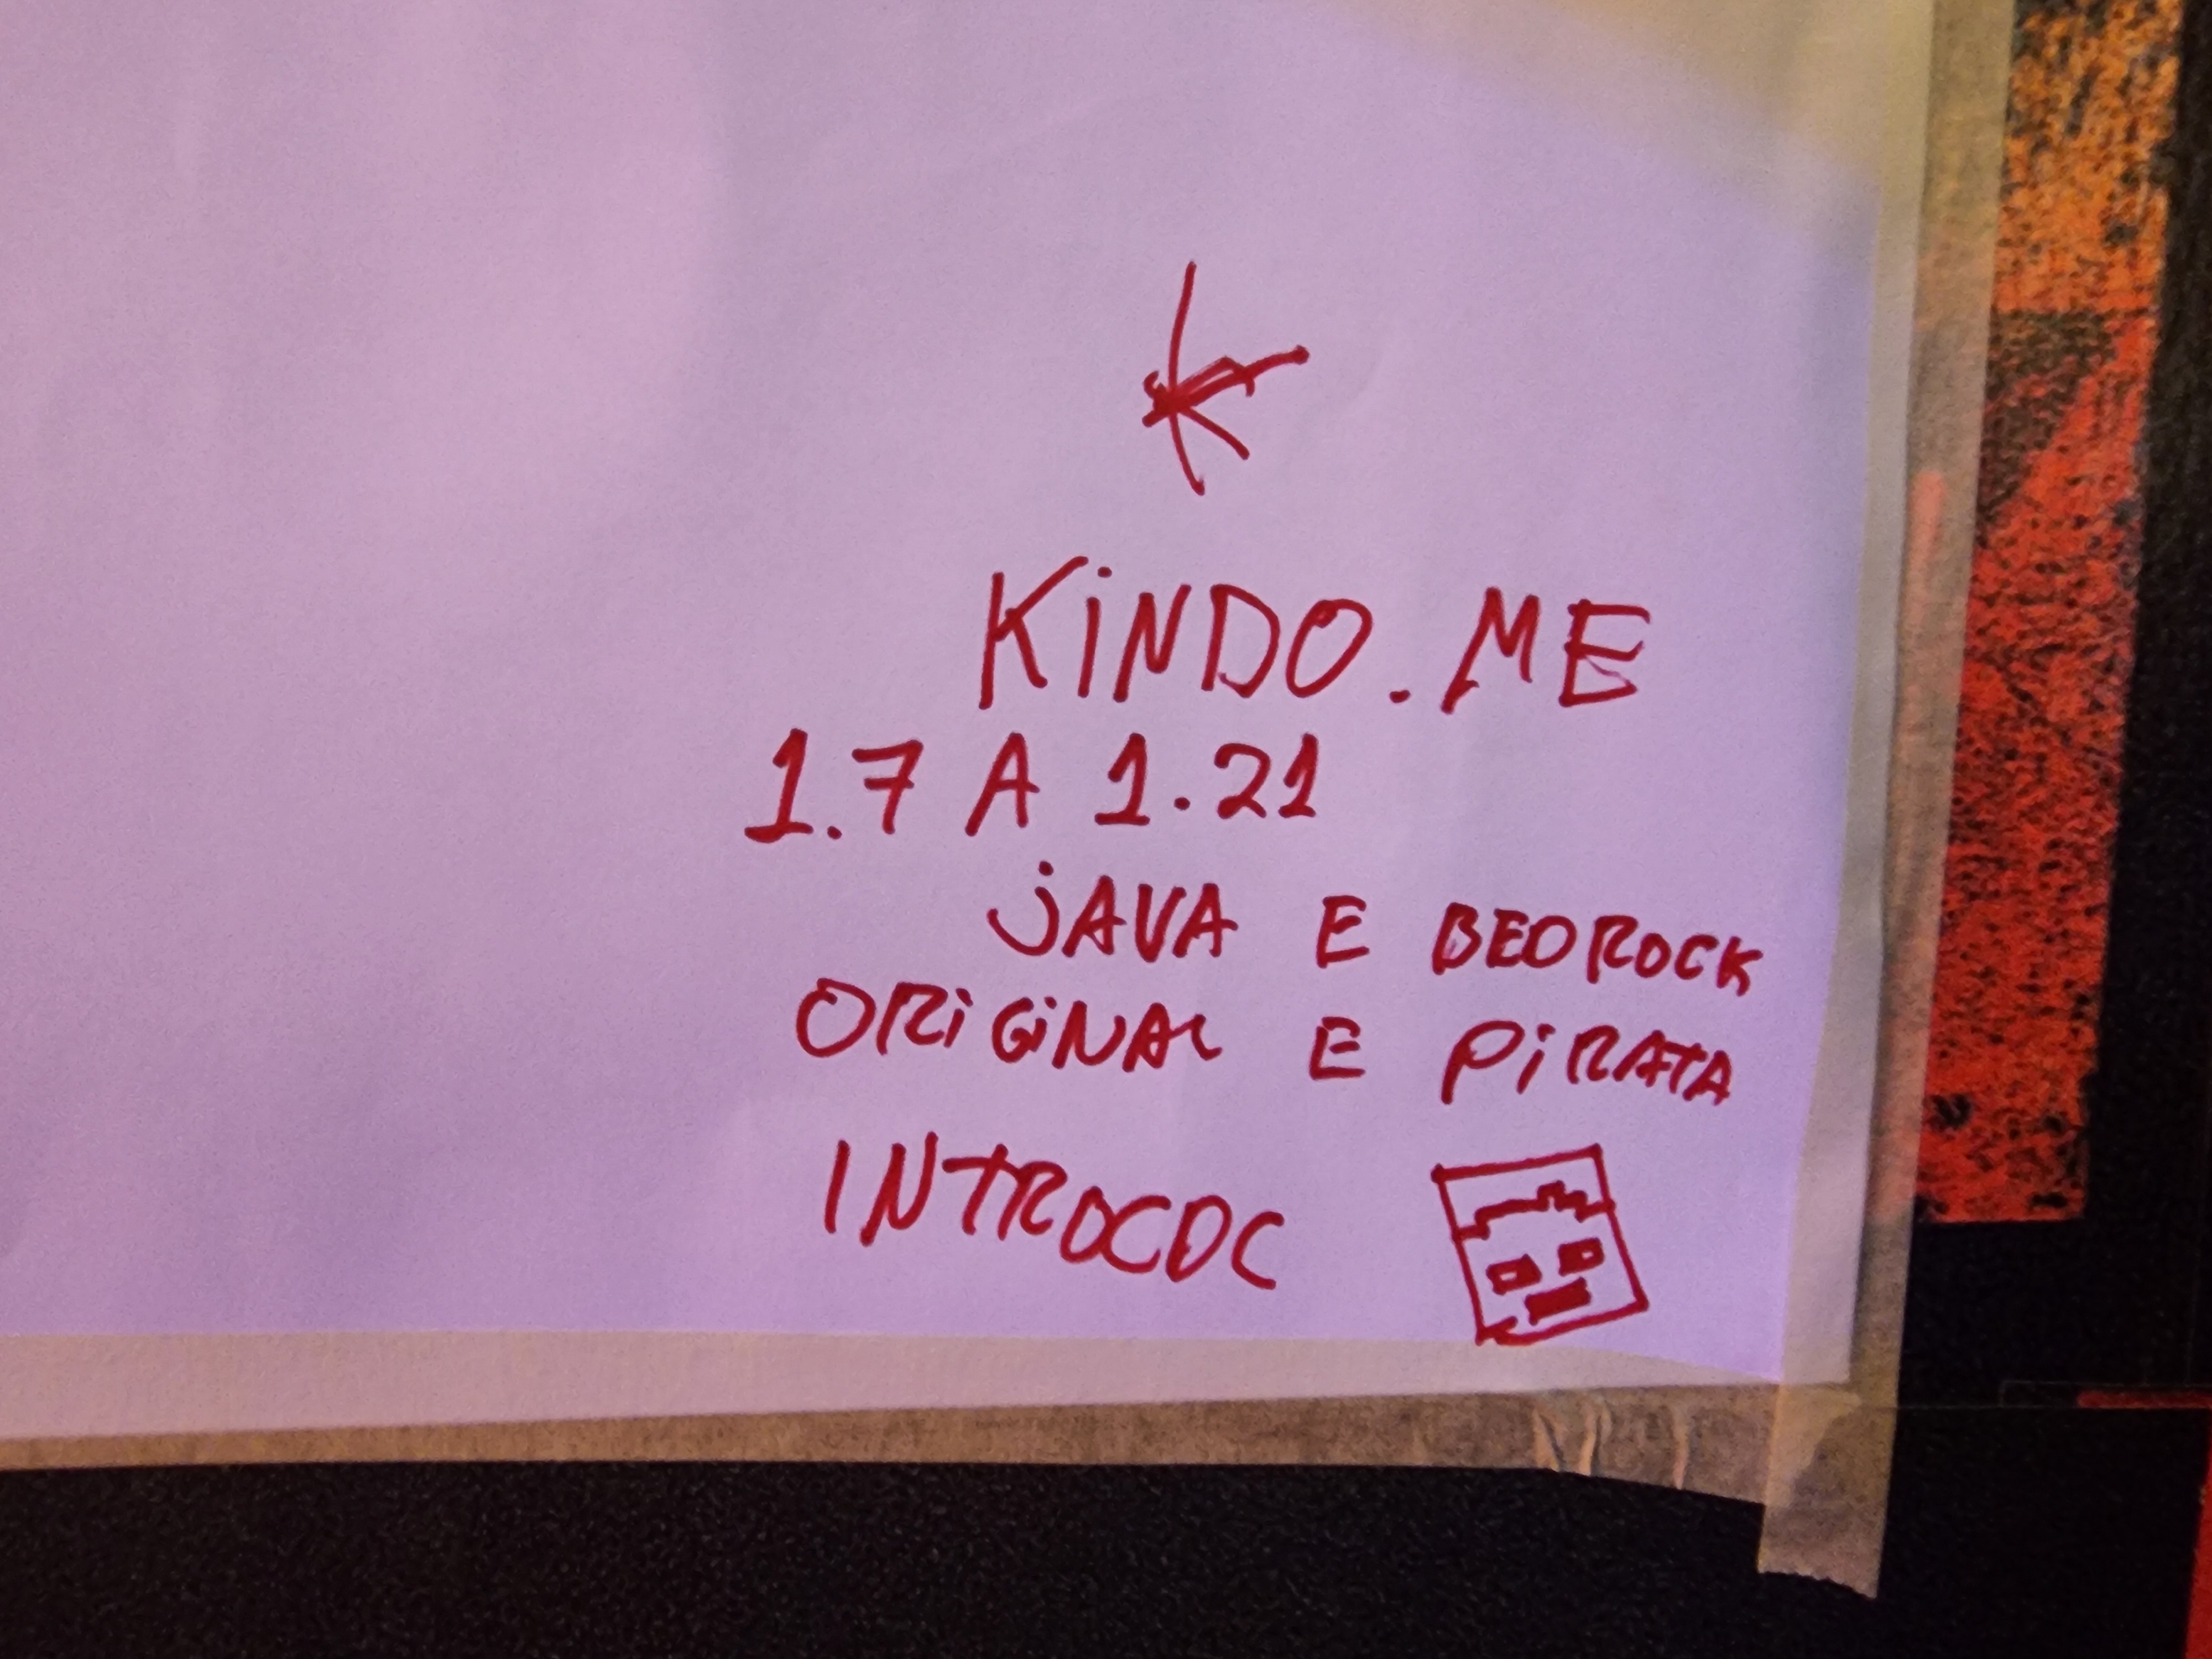 K
KiNDO.ME
1.7 A 1.21
jAVA E BEDROCK
ORiGiNAL E PiRATA
INTROCDC